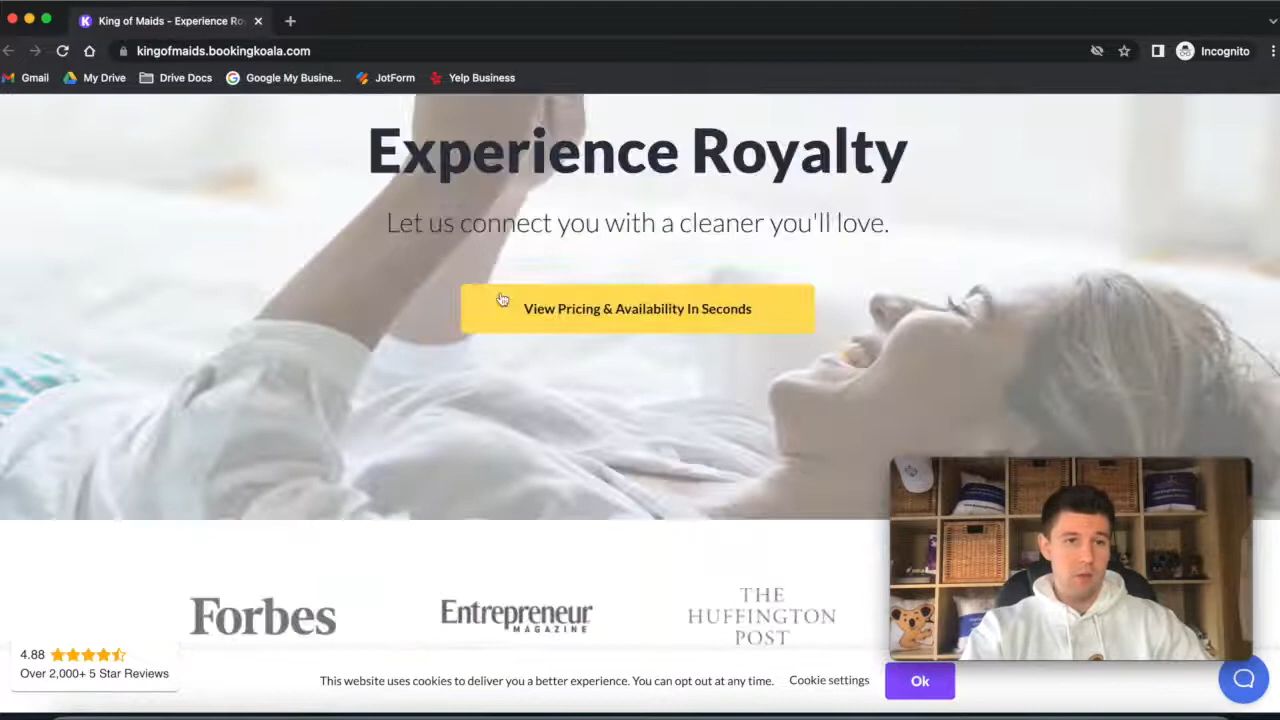 King of Maids - Experience Ro
kingofmaids.bookingkoala.com
Incognito
Gmail
My Drive
Drive Docs
Google My Busine...
JotForm
Yelp Business
Experience Royalty
Let us connect you with a cleaner you'll love.
View Pricing & Availability In Seconds
Forbes
Entrepreneur
MAGAZINE
THE
HUFFINGTON
POST
4.88
Over 2,000+ 5 Star Reviews
This website uses cookies to deliver you a better experience. You can opt out at any time.
Cookie settings
Ok